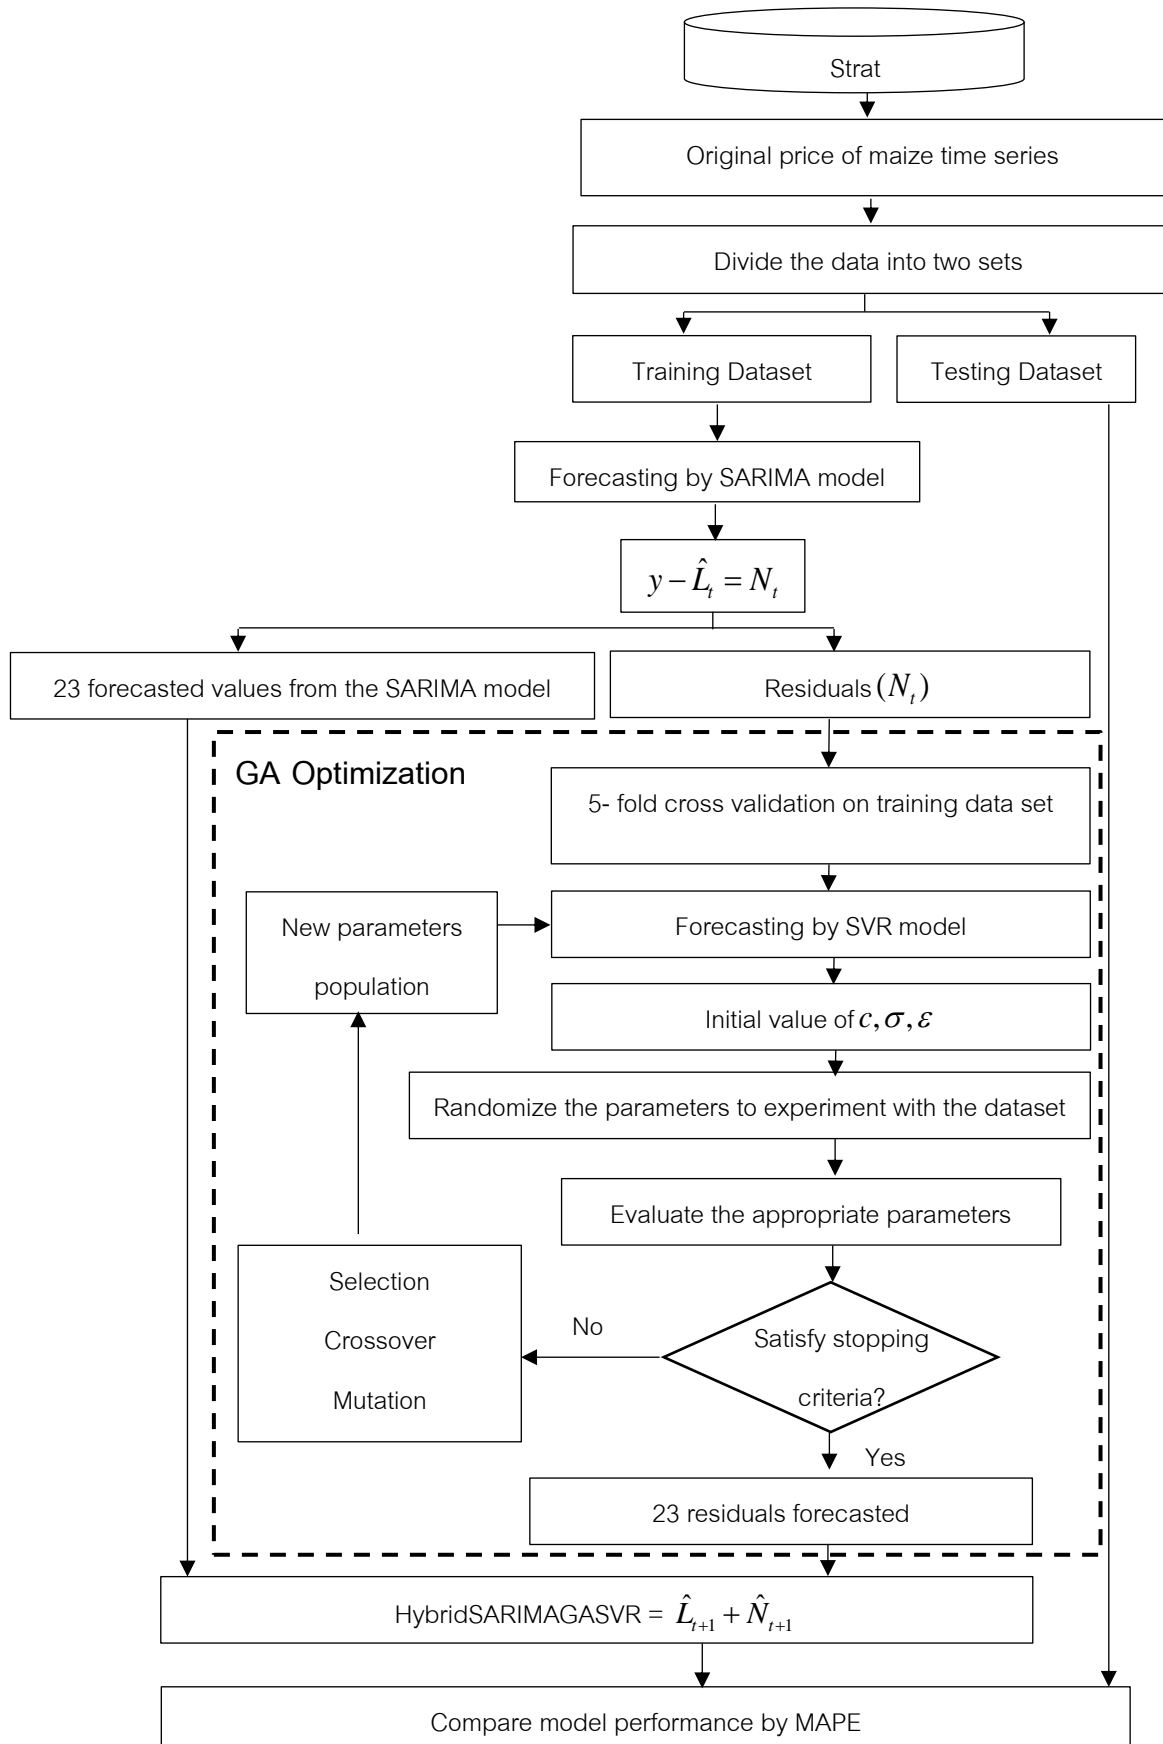 Strat
Original price of maize time series
Divide the data into two sets
Training Dataset
Testing Dataset
Forecasting by SARIMA model
y − L̂_t = N_t
23 forecasted values from the SARIMA model
Residuals (N_t)
GA Optimization
5- fold cross validation on training data set
New parameters
population
Forecasting by SVR model
Initial value of c, σ, ε
Randomize the parameters to experiment with the dataset
Evaluate the appropriate parameters
Selection
Crossover
Mutation
No
Satisfy stopping
criteria?
Yes
23 residuals forecasted
HybridSARIMAGASVR = L̂_{t+1} + N̂_{t+1}
Compare model performance by MAPE